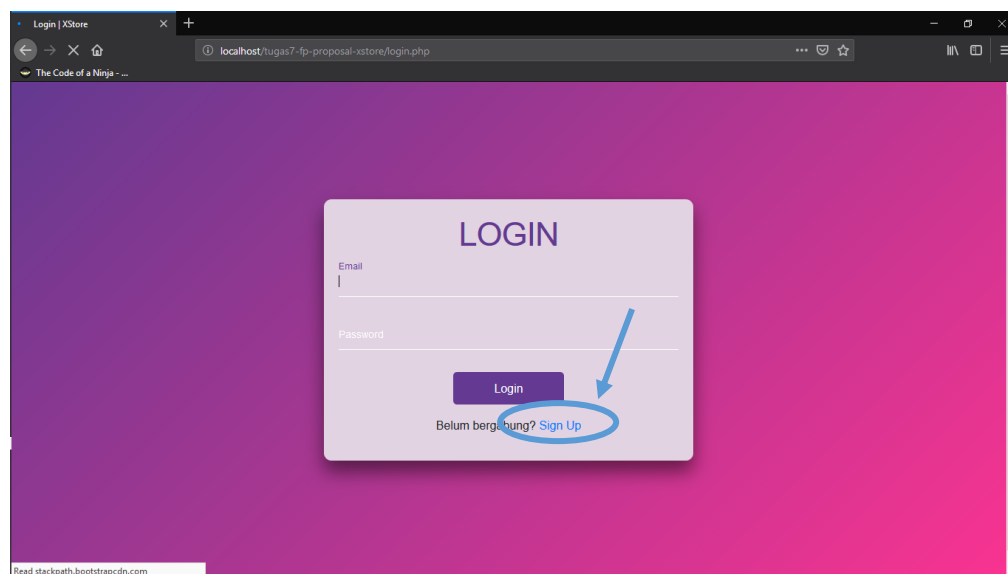 Login | XStore
localhost/tugas7-fp-proposal-xstore/login.php
The Code of a Ninja - ...
LOGIN
Email
Password
Login
Belum bergabung? Sign Up
Read stackpath.bootstrapcdn.com